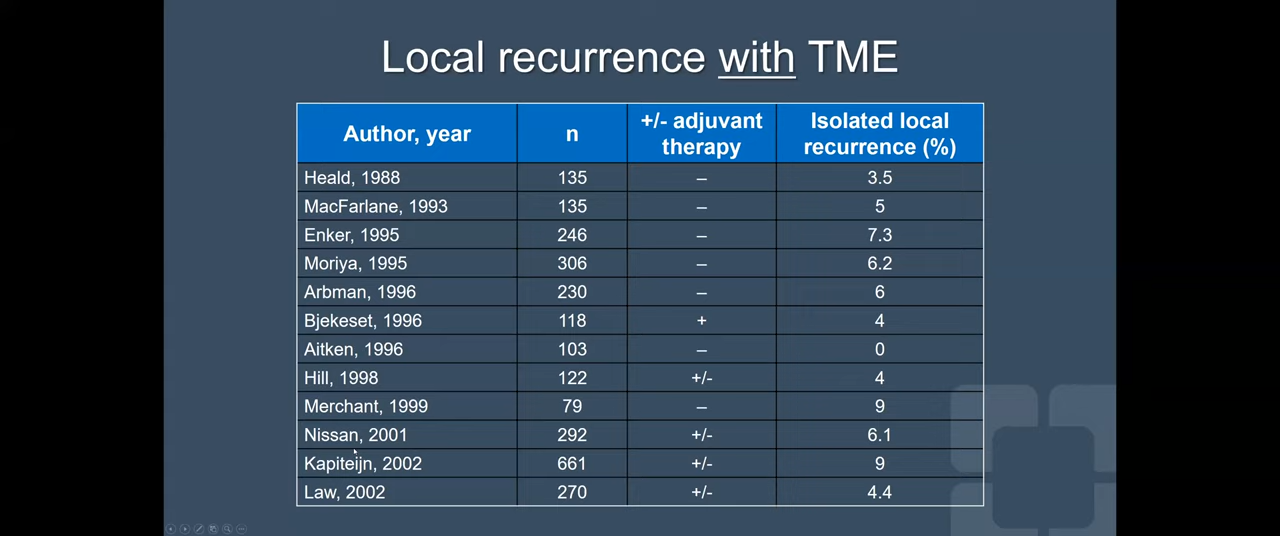 Local recurrence with TME
Author, year n +/- adjuvant therapy Isolated local recurrence (%)
Heald, 1988 135 – 3.5
MacFarlane, 1993 135 – 5
Enker, 1995 246 – 7.3
Moriya, 1995 306 – 6.2
Arbman, 1996 230 – 6
Bjekeset, 1996 118 + 4
Aitken, 1996 103 – 0
Hill, 1998 122 +/- 4
Merchant, 1999 79 – 9
Nissan, 2001 292 +/- 6.1
Kapiteijn, 2002 661 +/- 9
Law, 2002 270 +/- 4.4